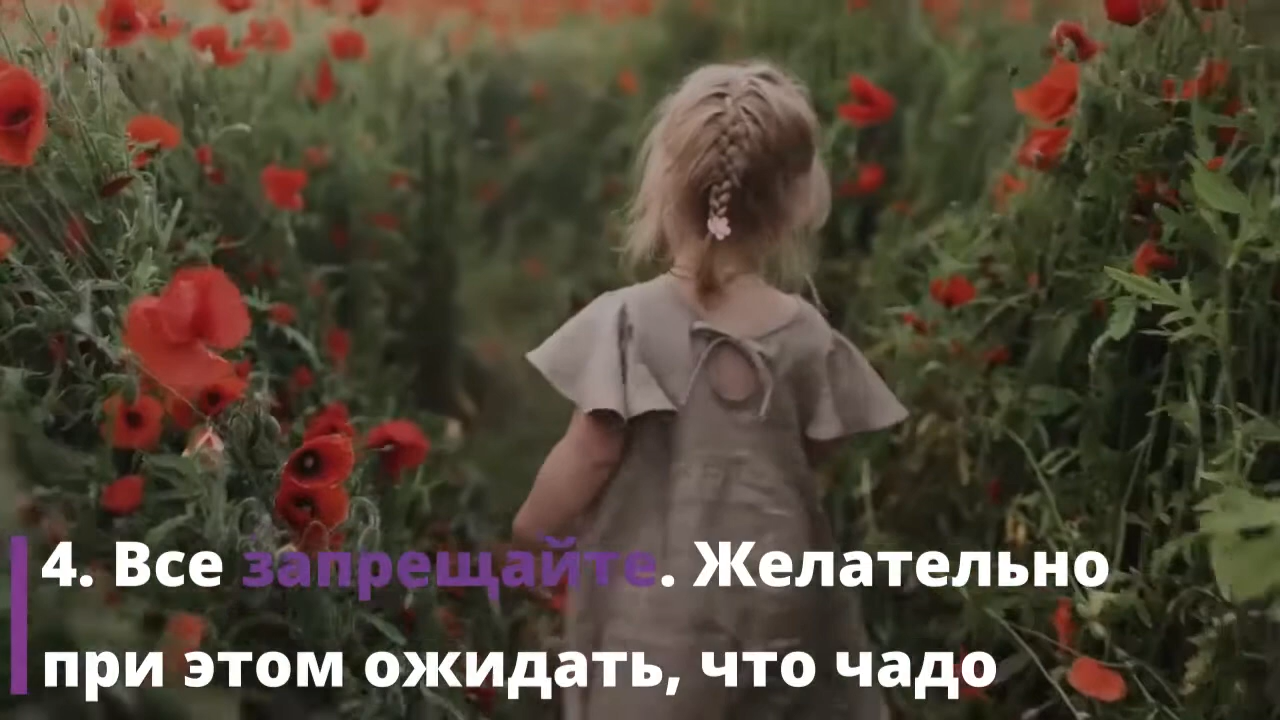 4. Все запрещайте. Желательно
при этом ожидать, что чадо